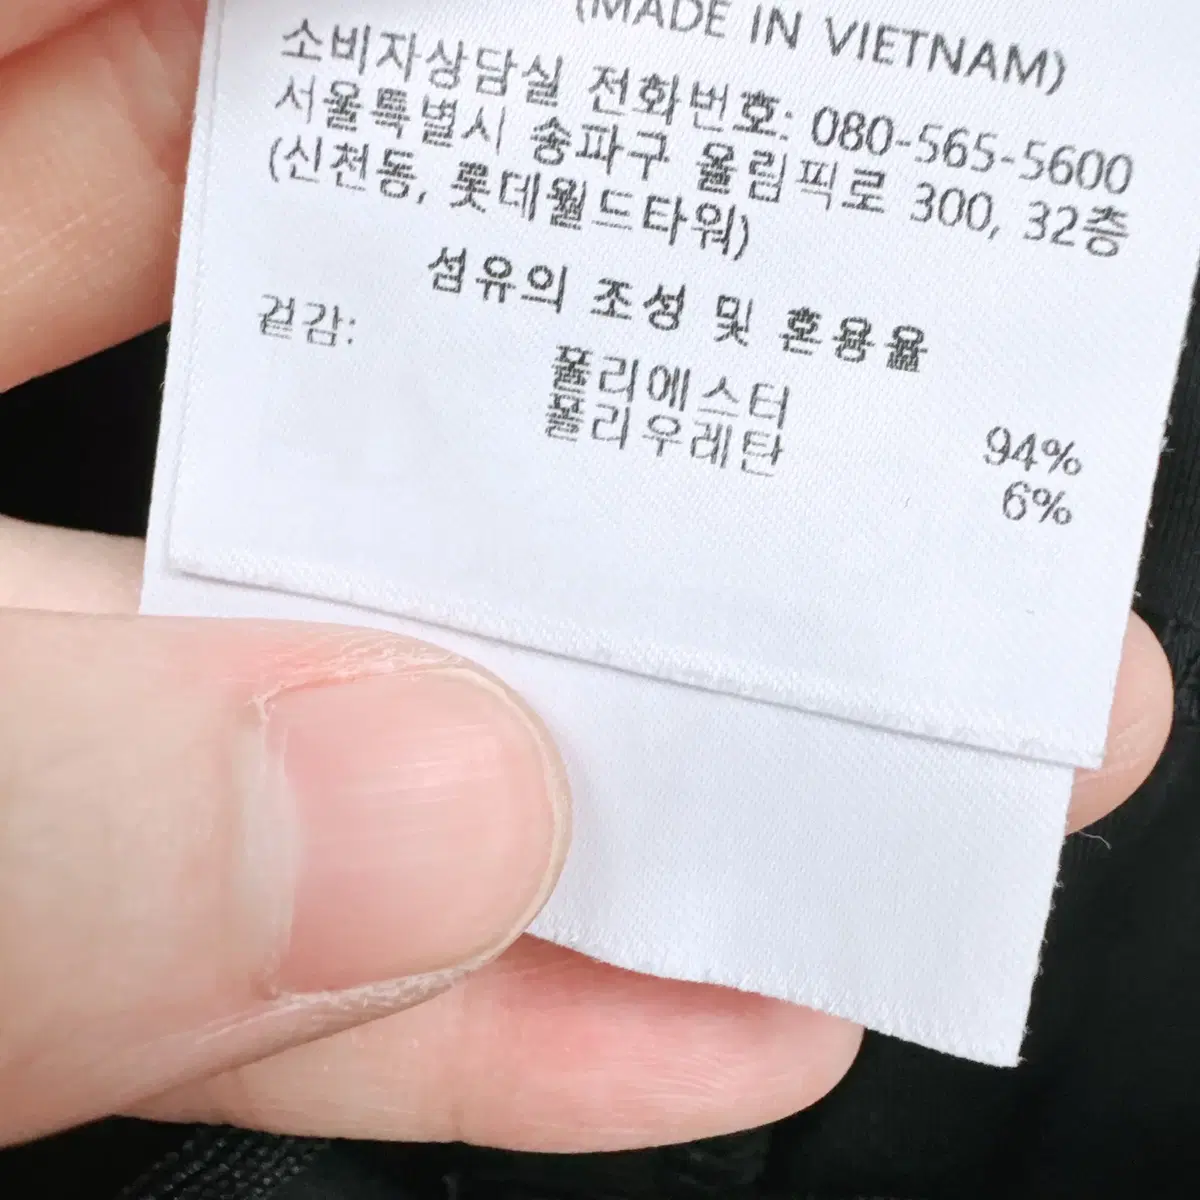 (MADE IN VIETNAM)
소비자상담실 전화번호: 080-565-5600
서울특별시 송파구 올림픽로 300, 32층
(신천동, 롯데월드타워)
섬유의 조성 및 혼용율
겉감:
폴리에스터 94%
폴리우레탄 6%